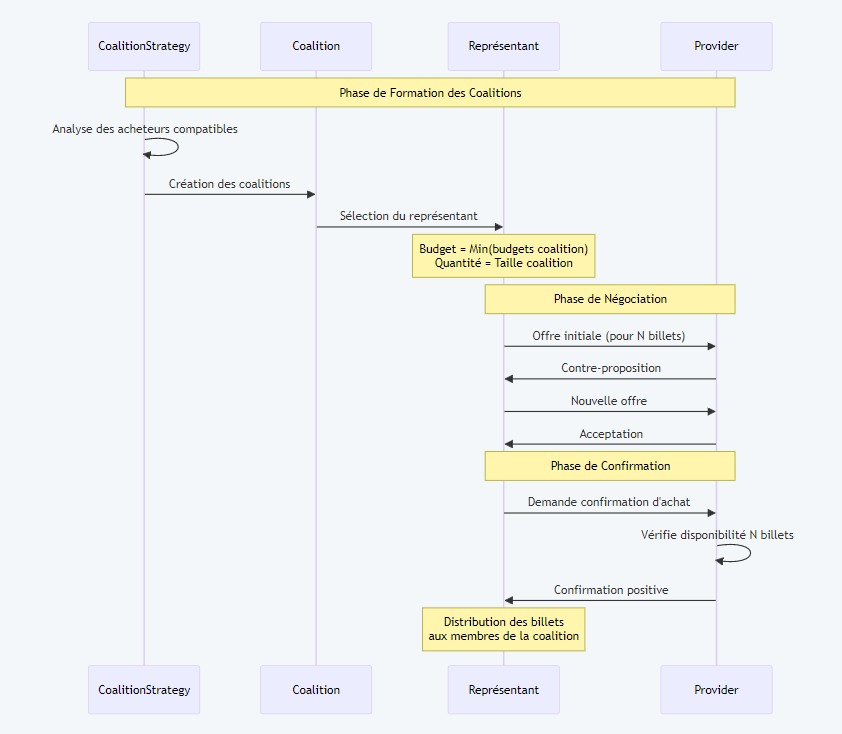 CoalitionStrategy
Coalition
Représentant
Provider
Phase de Formation des Coalitions
Analyse des acheteurs compatibles
Création des coalitions
Sélection du représentant
Budget = Min(budgets coalition)
Quantité = Taille coalition
Phase de Négociation
Offre initiale (pour N billets)
Contre-proposition
Nouvelle offre
Acceptation
Phase de Confirmation
Demande confirmation d'achat
Vérifie disponibilité N billets
Confirmation positive
Distribution des billets
aux membres de la coalition
CoalitionStrategy
Coalition
Représentant
Provider